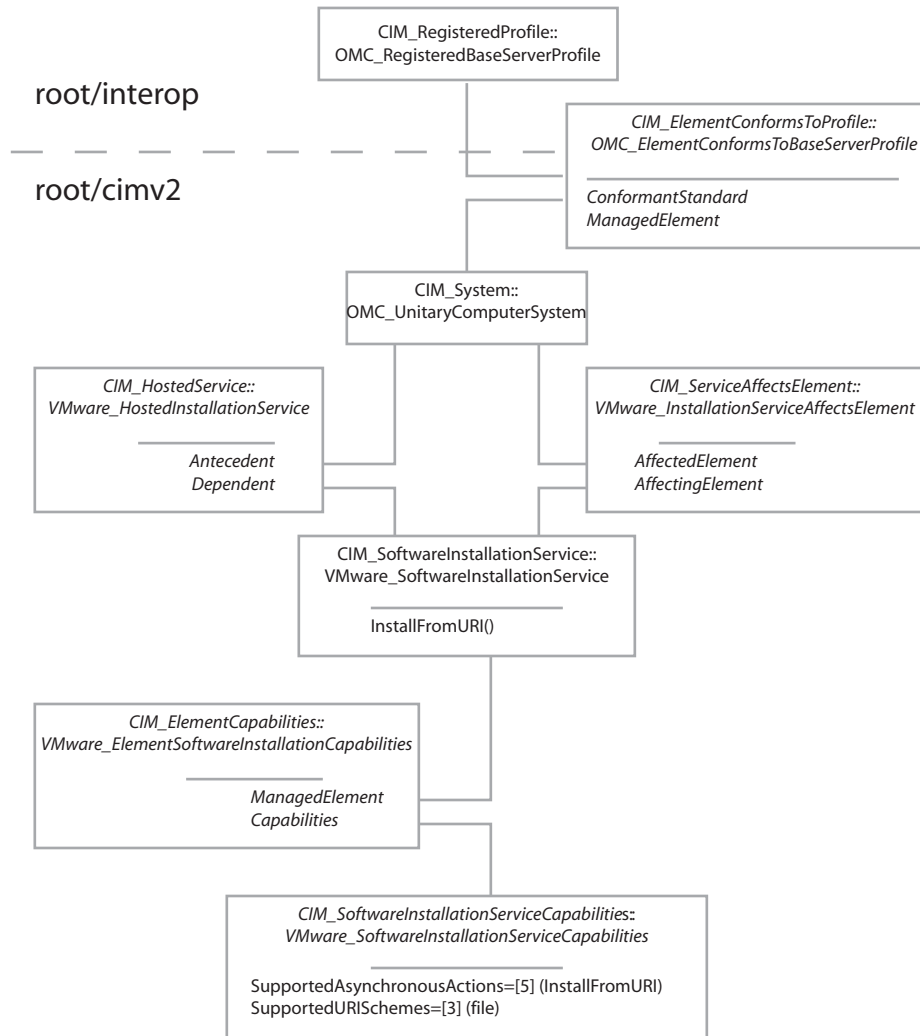 CIM_RegisteredProfile::
OMC_RegisteredBaseServerProfile
root/interop
CIM_ElementConformsToProfile::
OMC_ElementConformsToBaseServerProfile
ConformantStandard
ManagedElement
root/cimv2
CIM_System::
OMC_UnitaryComputerSystem
CIM_HostedService::
VMware_HostedInstallationService
Antecedent
Dependent
CIM_ServiceAffectsElement::
VMware_InstallationServiceAffectsElement
AffectedElement
AffectingElement
CIM_SoftwareInstallationService::
VMware_SoftwareInstallationService
InstallFromURI()
CIM_ElementCapabilities::
VMware_ElementSoftwareInstallationCapabilities
ManagedElement
Capabilities
CIM_SoftwareInstallationServiceCapabilities::
VMware_SoftwareInstallationServiceCapabilities
SupportedAsynchronousActions=[5] (InstallFromURI)
SupportedURISchemes=[3] (file)